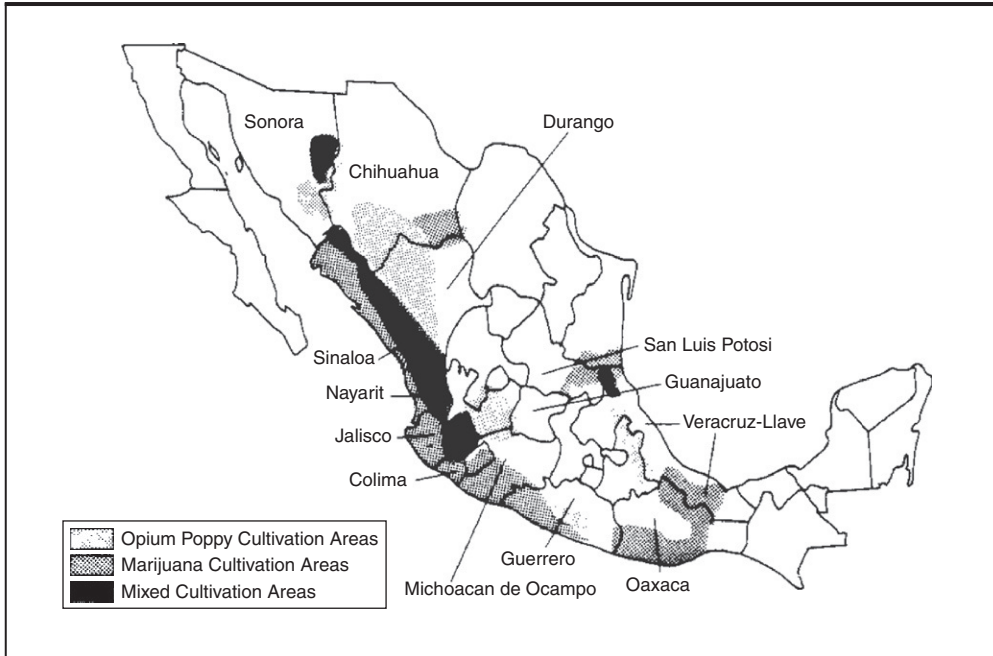 Sonora
Durango
Chihuahua
San Luis Potosi
Sinaloa
Guanajuato
Nayarit
Veracruz-Llave
Jalisco
Colima
Opium Poppy Cultivation Areas
Marijuana Cultivation Areas
Mixed Cultivation Areas
Guerrero
Michoacan de Ocampo
Oaxaca